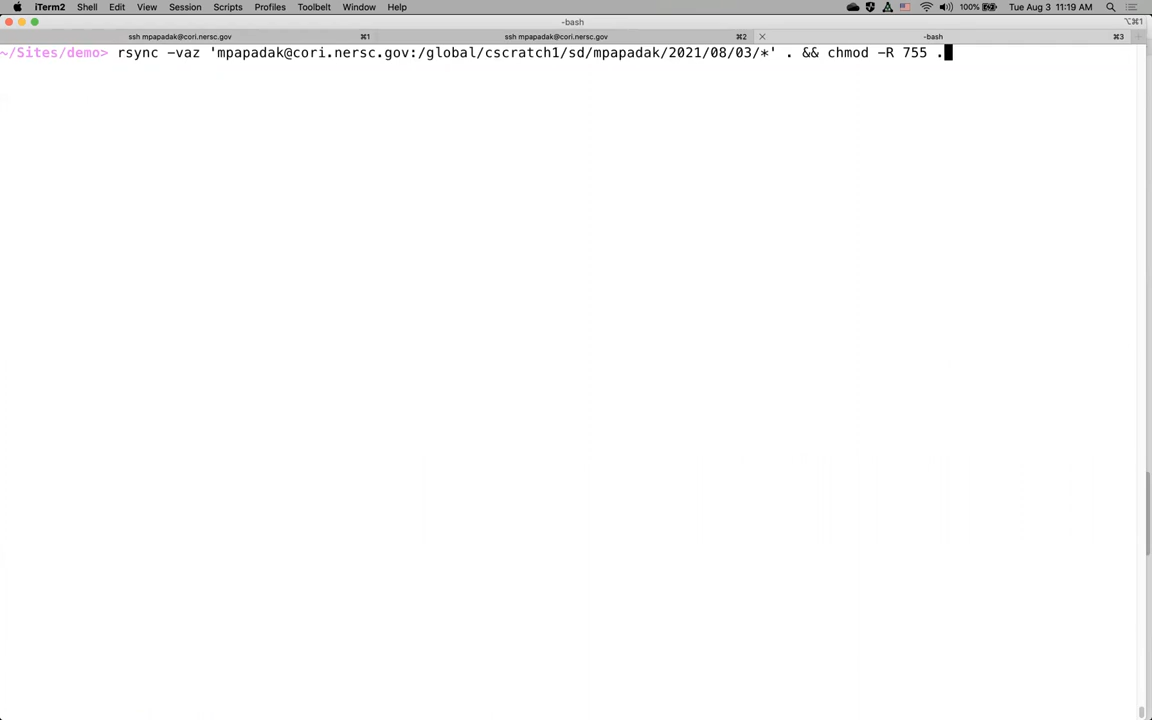 iTerm2 Shell Edit View Session Scripts Profiles Toolbelt Window Help 100% Tue Aug 3 11:19 AM
-bash ⌥⌘1
ssh mpapadak@cori.nersc.gov ⌘1 ssh mpapadak@cori.nersc.gov ⌘2 -bash ⌘3
~/Sites/demo> rsync -vaz 'mpapadak@cori.nersc.gov:/global/cscratch1/sd/mpapadak/2021/08/03/*' . && chmod -R 755 .